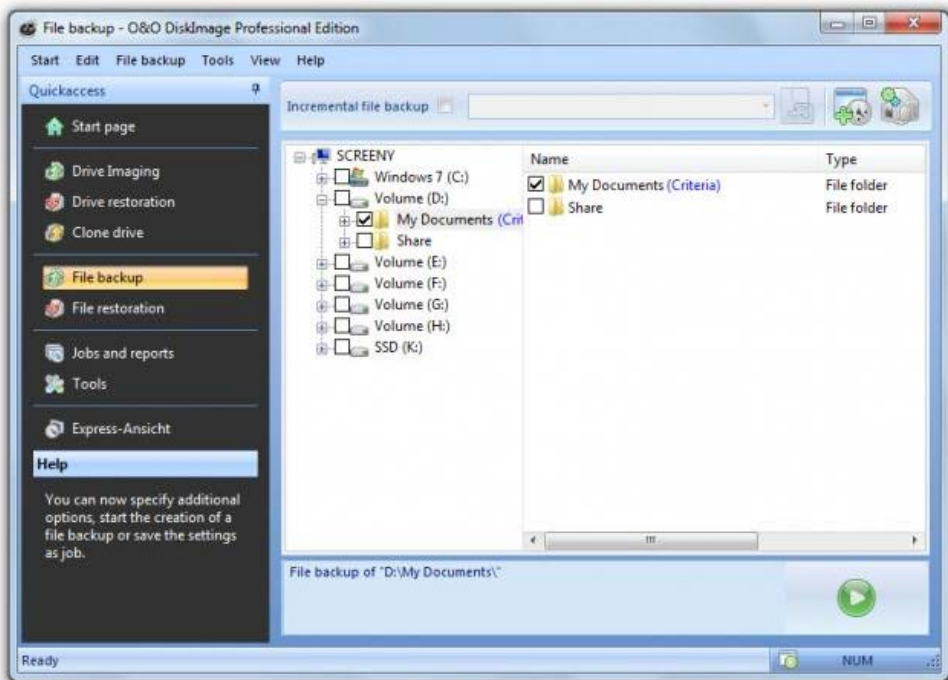 File backup - O&O DiskImage Professional Edition
Start Edit File backup Tools View Help
Quickaccess
Start page
Drive Imaging
Drive restoration
Clone drive
File backup
File restoration
Jobs and reports
Tools
Express-Ansicht
Help
You can now specify additional
options, start the creation of a
file backup or save the settings
as job.
Incremental file backup
SCREENY
Windows 7 (C:)
Volume (D:)
My Documents (Crit
Share
Volume (E:)
Volume (F:)
Volume (G:)
Volume (H:)
SSD (K:)
Name Type
My Documents (Criteria) File folder
Share File folder
File backup of "D:\My Documents\"
Ready NUM